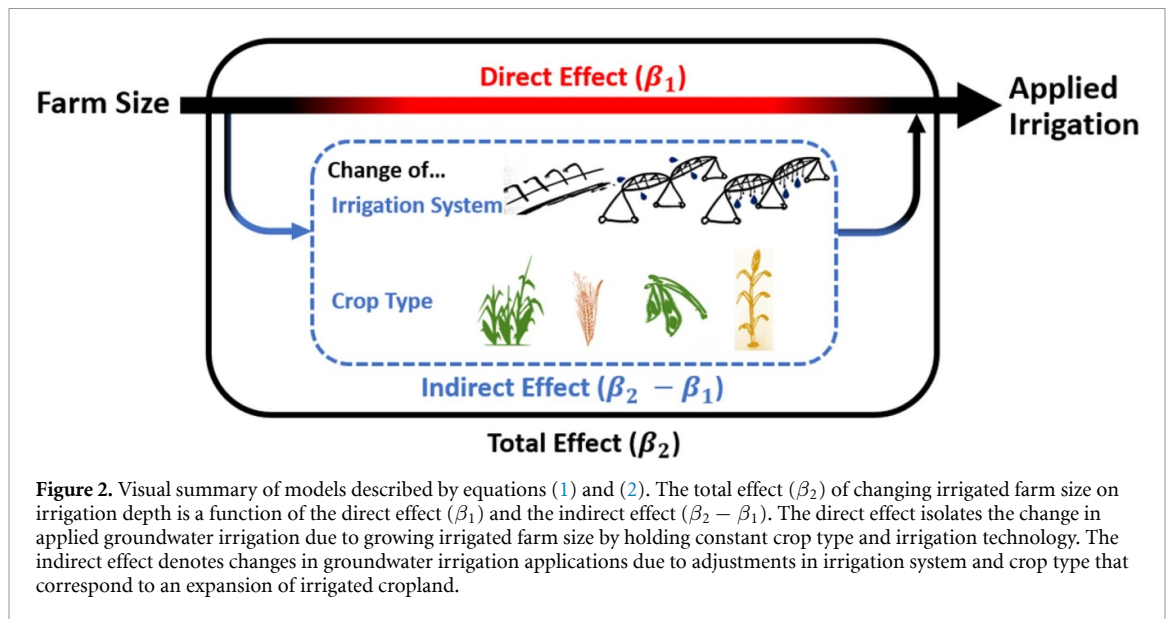 Direct Effect (β₁)
Farm Size
Applied
Irrigation
Change of...
Irrigation System
Crop Type
Indirect Effect (β₂ − β₁)
Total Effect (β₂)
Figure 2. Visual summary of models described by equations (1) and (2). The total effect (β₂) of changing irrigated farm size on
irrigation depth is a function of the direct effect (β₁) and the indirect effect (β₂ − β₁). The direct effect isolates the change in
applied groundwater irrigation due to growing irrigated farm size by holding constant crop type and irrigation technology. The
indirect effect denotes changes in groundwater irrigation applications due to adjustments in irrigation system and crop type that
correspond to an expansion of irrigated cropland.